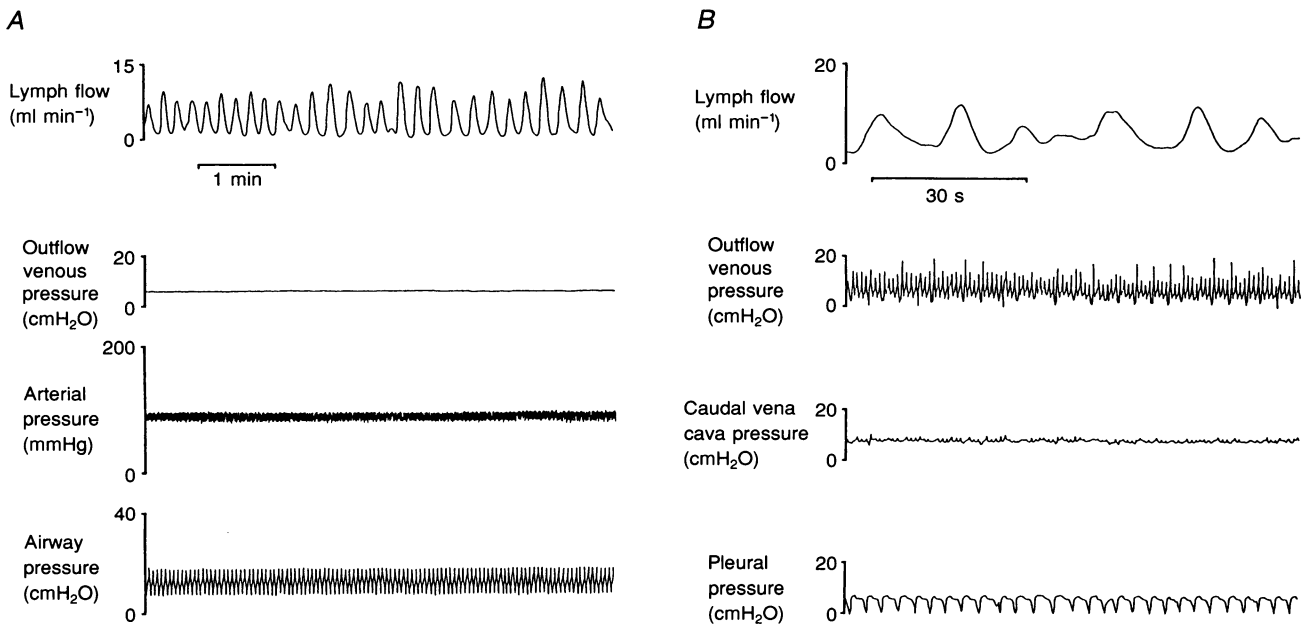 A
15
Lymph flow
(ml min⁻¹)
0
1 min
Outflow
venous
pressure
(cmH₂O)
20
0
200
Arterial
pressure
(mmHg)
0
40
Airway
pressure
(cmH₂O)
0
B
20
Lymph flow
(ml min⁻¹)
0
30 s
Outflow
venous
pressure
(cmH₂O)
20
0
Caudal vena
cava pressure
(cmH₂O)
20
0
Pleural
pressure
(cmH₂O)
20
0